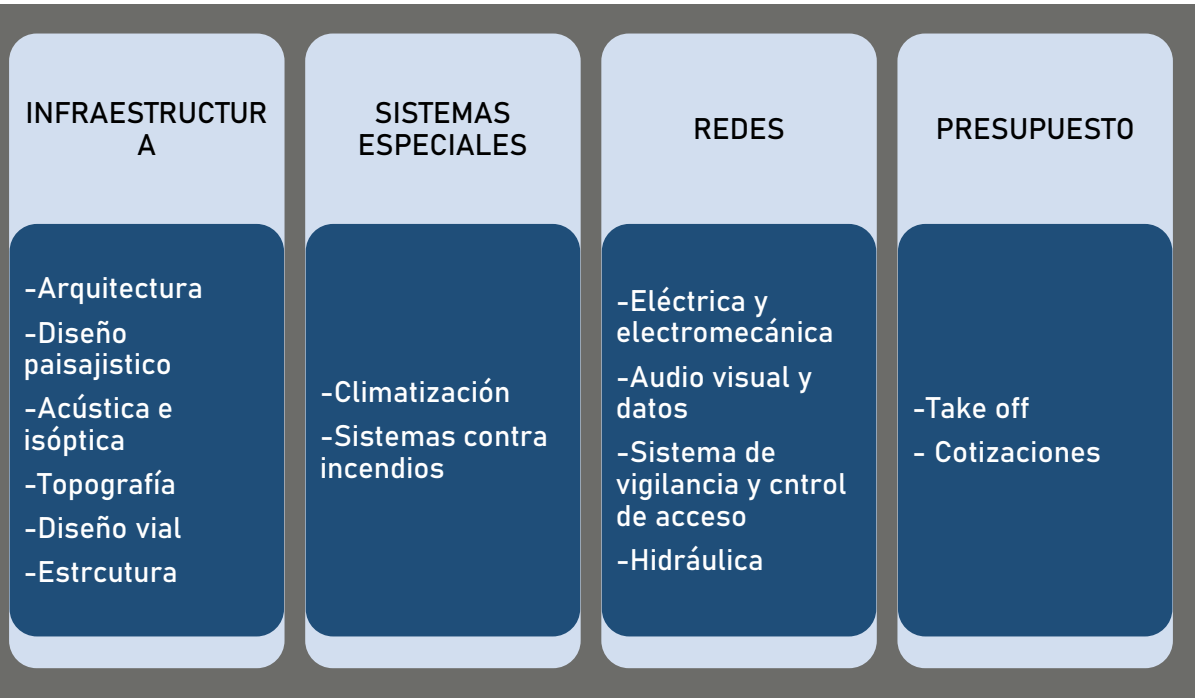 INFRAESTRUCTUR
A
-Arquitectura
-Diseño
paisajistico
-Acústica e
isóptica
-Topografía
-Diseño vial
-Estrcutura
SISTEMAS
ESPECIALES
-Climatización
-Sistemas contra
incendios
REDES
-Eléctrica y
electromecánica
-Audio visual y
datos
-Sistema de
vigilancia y cntrol
de acceso
-Hidráulica
PRESUPUESTO
-Take off
- Cotizaciones